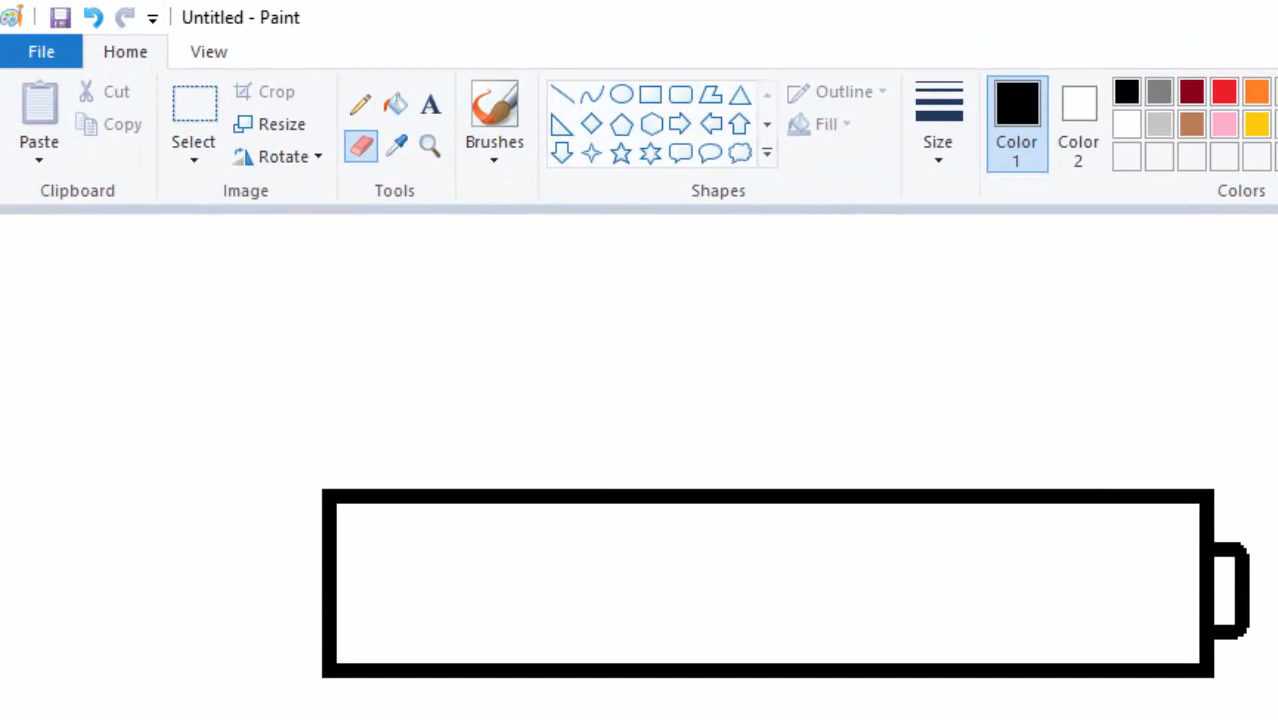 Untitled - Paint
File Home View
Paste Cut Copy
Select Crop Resize Rotate
A
Brushes
Outline Fill
Size
Color 1 Color 2
Clipboard Image Tools Shapes Colors